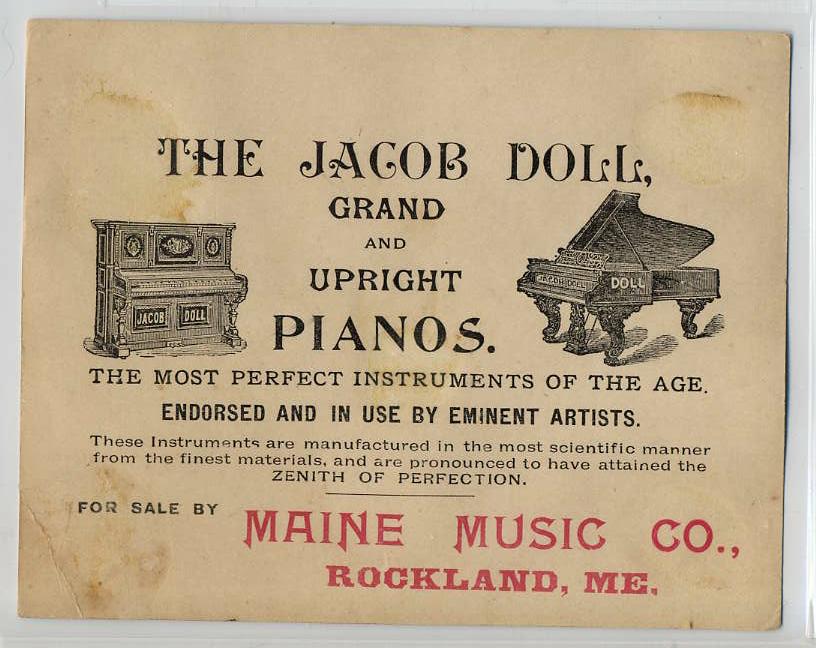 THE JACOB DOLL,
GRAND
AND
UPRIGHT
PIANOS.
JACOB DOLL
JACOB DOLL
DOLL
THE MOST PERFECT INSTRUMENTS OF THE AGE.
ENDORSED AND IN USE BY EMINENT ARTISTS.
These Instruments are manufactured in the most scientific manner
from the finest materials, and are pronounced to have attained the
ZENITH OF PERFECTION.
FOR SALE BY
MAINE MUSIC CO.,
ROCKLAND, ME.